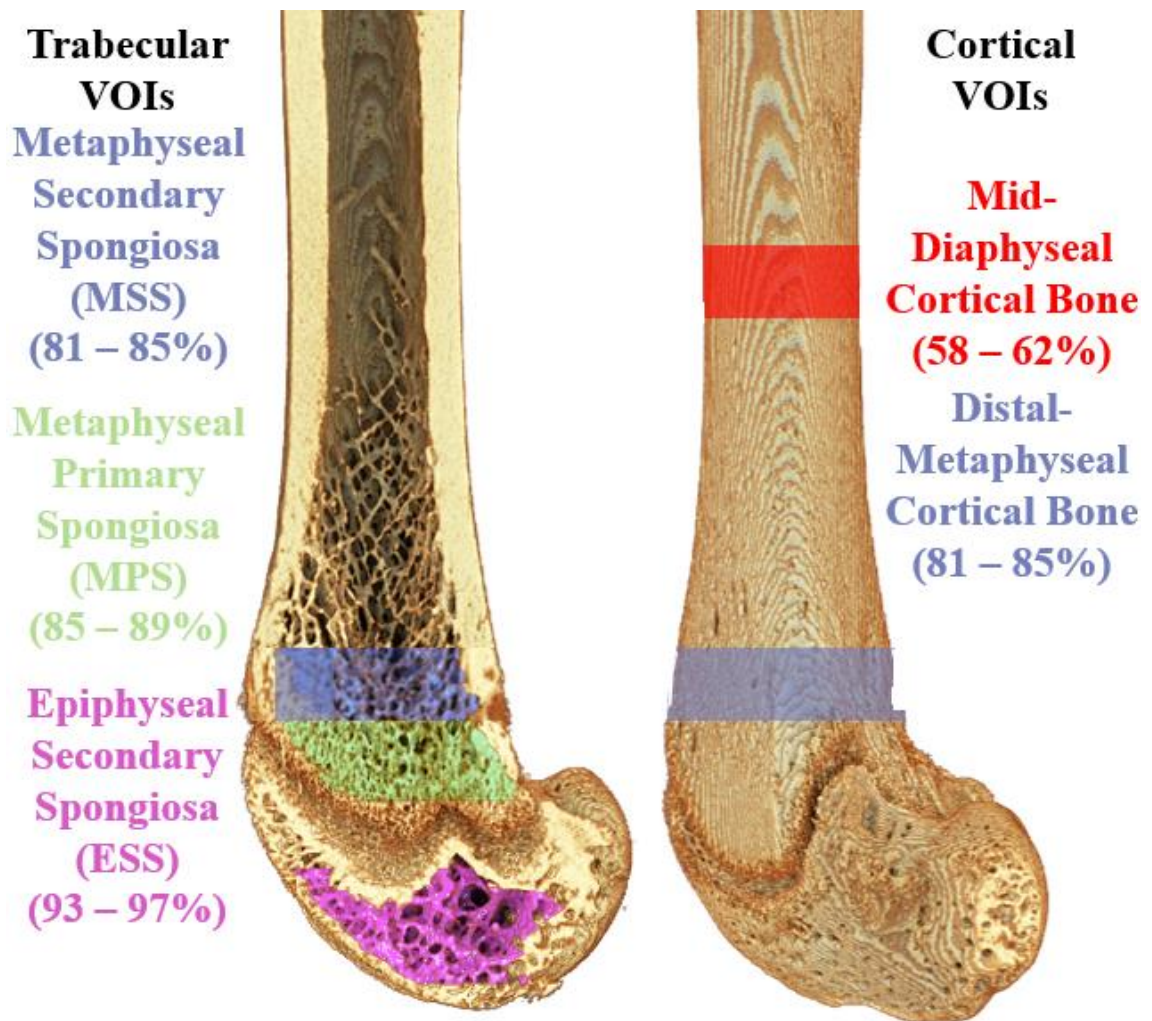 Trabecular
VOIs
Metaphyseal
Secondary
Spongiosa
(MSS)
(81 – 85%)
Metaphyseal
Primary
Spongiosa
(MPS)
(85 – 89%)
Epiphyseal
Secondary
Spongiosa
(ESS)
(93 – 97%)
Cortical
VOIs
Mid-
Diaphyseal
Cortical Bone
(58 – 62%)
Distal-
Metaphyseal
Cortical Bone
(81 – 85%)